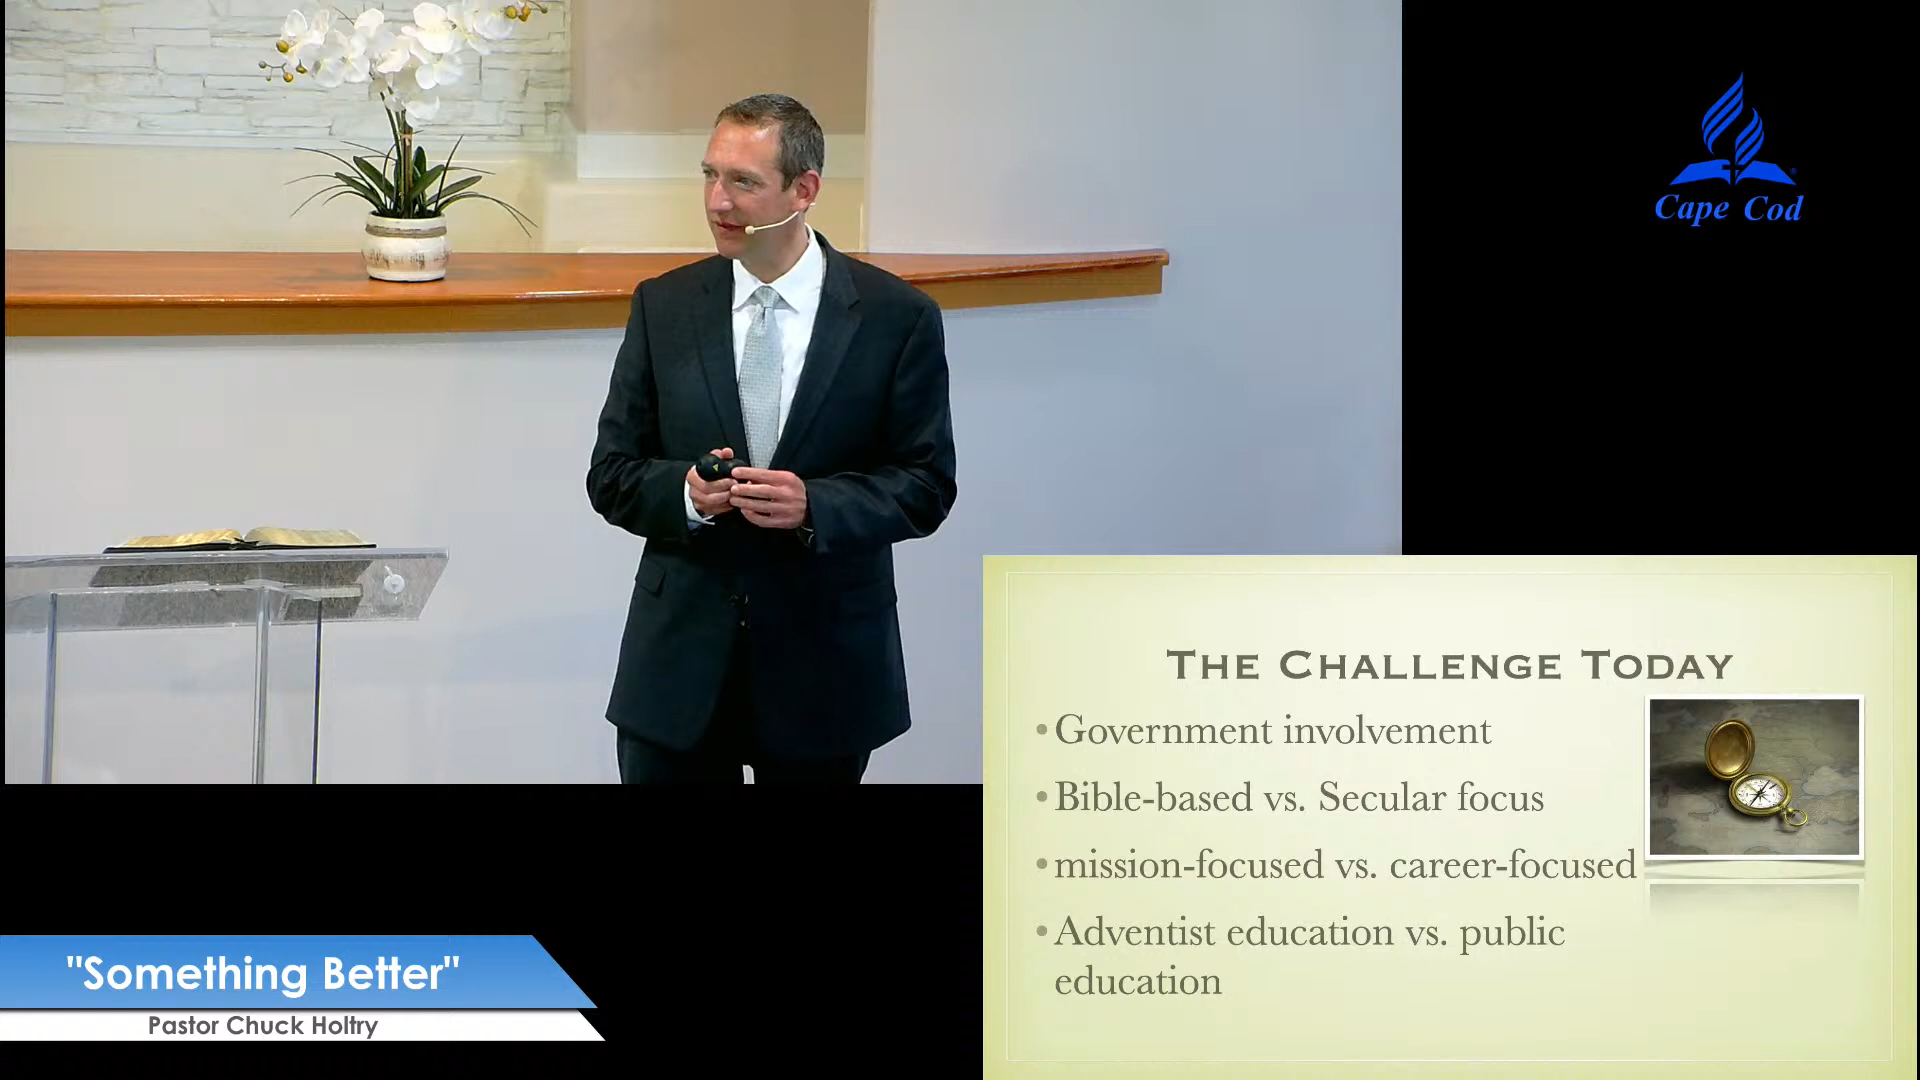 Cape Cod
THE CHALLENGE TODAY
•Government involvement
•Bible-based vs. Secular focus
•mission-focused vs. career-focused
•Adventist education vs. public
education
"Something Better"
Pastor Chuck Holtry